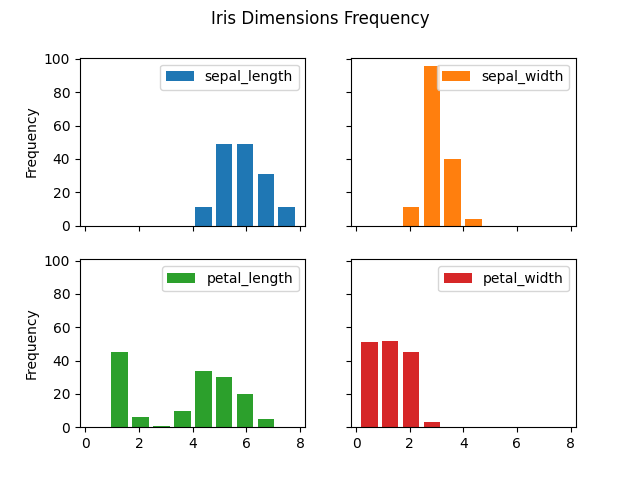 Iris Dimensions Frequency
100
80
60
40
20
0
Frequency
sepal_length
sepal_width
100
80
60
40
20
0
Frequency
petal_length
0 2 4 6 8
petal_width
0 2 4 6 8